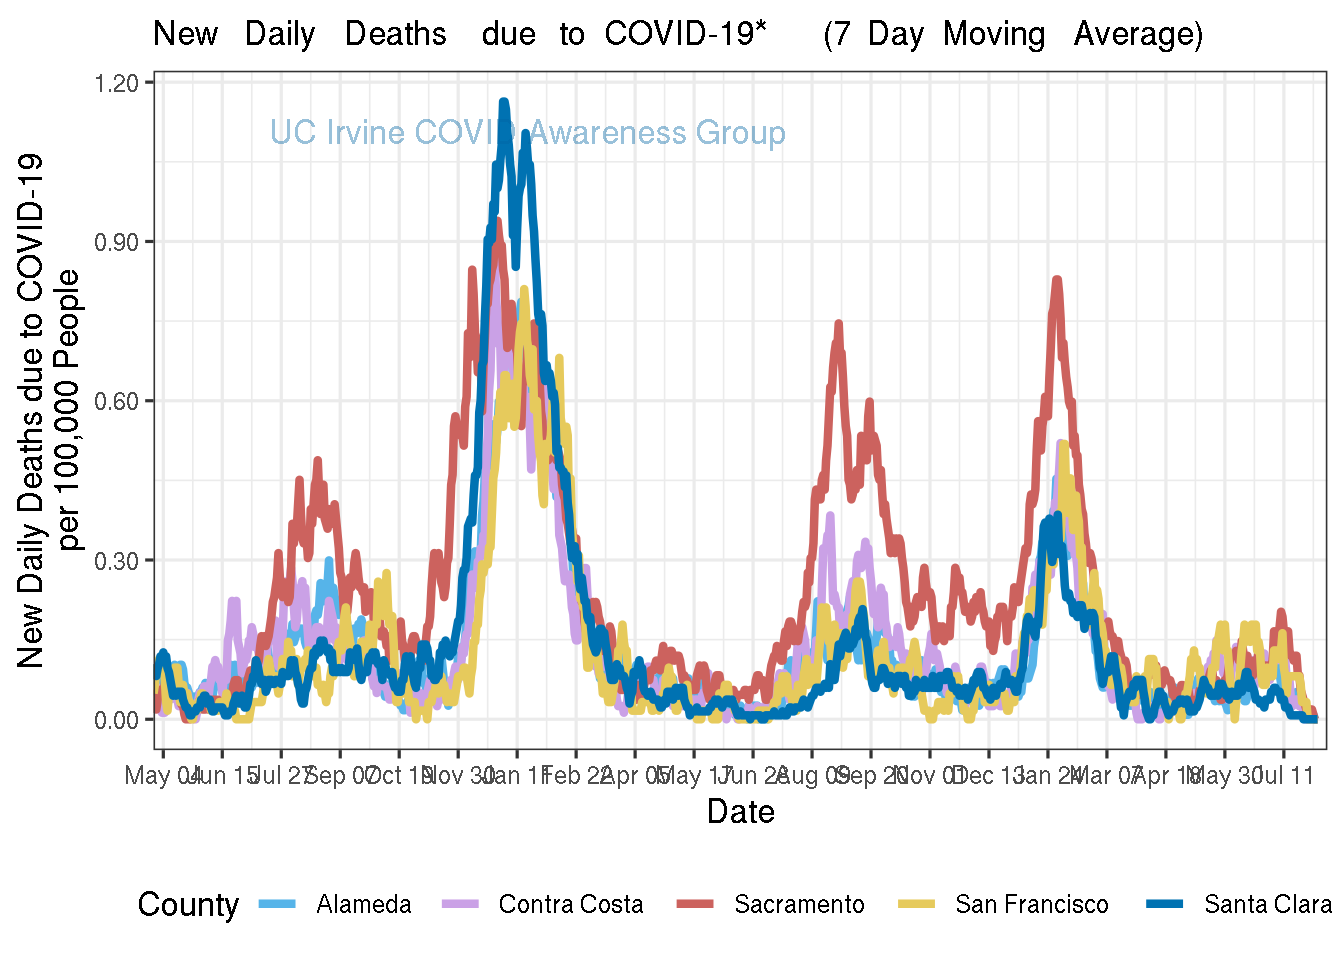 New Daily Deaths due to COVID-19* (7 Day Moving Average)
UC Irvine COVID Awareness Group
New Daily Deaths due to COVID-19
per 100,000 People
1.20
0.90
0.60
0.30
0.00
May 04 Jun 15 Jul 27 Sep 07 Oct 19 Nov 30 Jan 11 Feb 22 Apr 05 May 17 Jun 28 Aug 09 Sep 20 Nov 01 Dec 13 Jan 24 Mar 07 Apr 18 May 30 Jul 11
Date
County Alameda Contra Costa Sacramento San Francisco Santa Clara